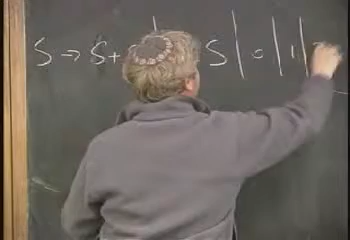 S → S + S | 0 | 1 |